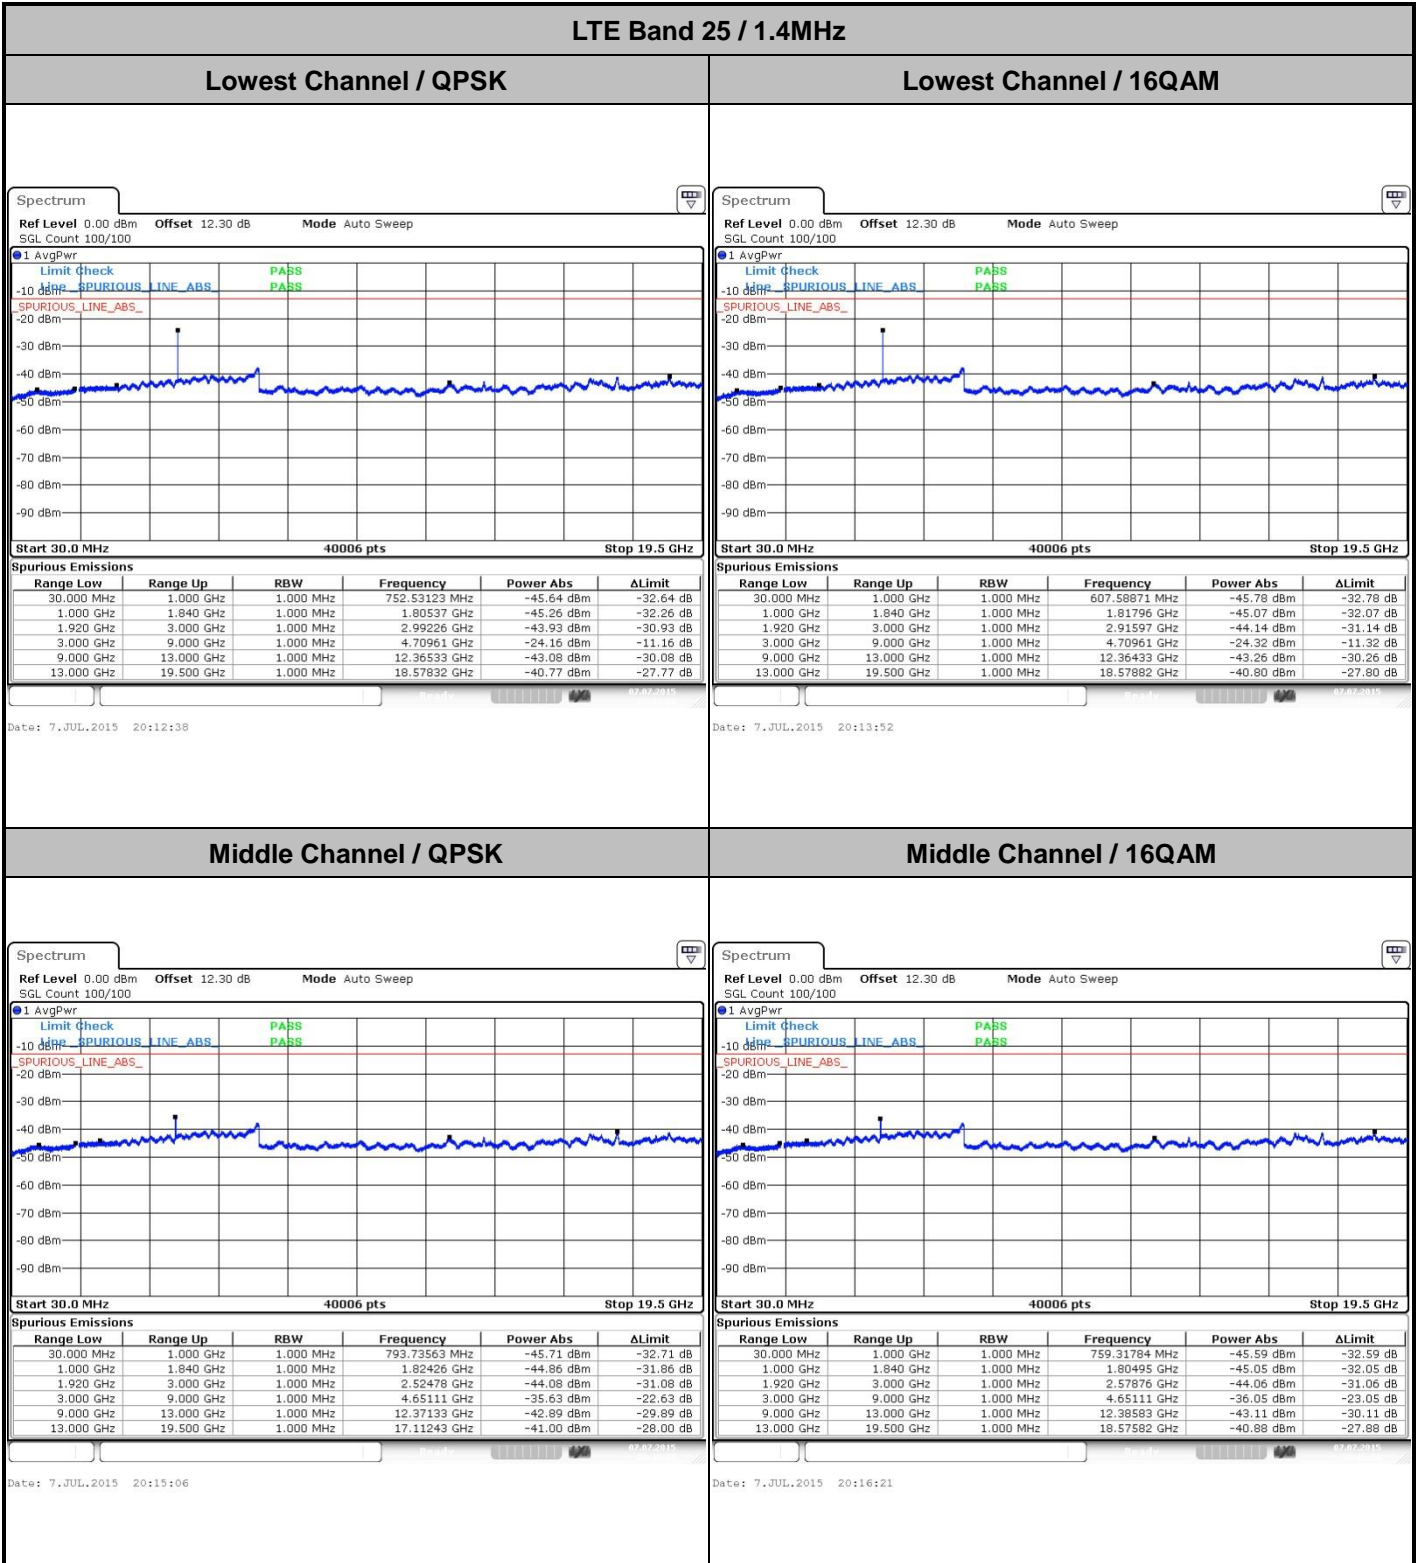 LTE Band 25 / 1.4MHz
Lowest Channel / QPSK
Lowest Channel / 16QAM
Spectrum
Ref Level 0.00 dBm Offset 12.30 dB Mode Auto Sweep
SGL Count 100/100
1 AvgPwr
Limit Check PASS
Line _SPURIOUS_LINE_ABS_ PASS
-10 dBm
_SPURIOUS_LINE_ABS_
-20 dBm
-30 dBm
-40 dBm
-50 dBm
-60 dBm
-70 dBm
-80 dBm
-90 dBm
Start 30.0 MHz 40006 pts Stop 19.5 GHz
Spurious Emissions
Range Low Range Up RBW Frequency Power Abs ΔLimit
30.000 MHz 1.000 GHz 1.000 MHz 752.53123 MHz -45.64 dBm -32.64 dB
1.000 GHz 1.840 GHz 1.000 MHz 1.80537 GHz -45.26 dBm -32.26 dB
1.920 GHz 3.000 GHz 1.000 MHz 2.99226 GHz -43.93 dBm -30.93 dB
3.000 GHz 9.000 GHz 1.000 MHz 4.70961 GHz -24.16 dBm -11.16 dB
9.000 GHz 13.000 GHz 1.000 MHz 12.36533 GHz -43.08 dBm -30.08 dB
13.000 GHz 19.500 GHz 1.000 MHz 18.57832 GHz -40.77 dBm -27.77 dB
Ready 07.07.2015
Date: 7.JUL.2015 20:12:38
Spectrum
Ref Level 0.00 dBm Offset 12.30 dB Mode Auto Sweep
SGL Count 100/100
1 AvgPwr
Limit Check PASS
Line _SPURIOUS_LINE_ABS_ PASS
-10 dBm
_SPURIOUS_LINE_ABS_
-20 dBm
-30 dBm
-40 dBm
-50 dBm
-60 dBm
-70 dBm
-80 dBm
-90 dBm
Start 30.0 MHz 40006 pts Stop 19.5 GHz
Spurious Emissions
Range Low Range Up RBW Frequency Power Abs ΔLimit
30.000 MHz 1.000 GHz 1.000 MHz 607.58871 MHz -45.78 dBm -32.78 dB
1.000 GHz 1.840 GHz 1.000 MHz 1.81796 GHz -45.07 dBm -32.07 dB
1.920 GHz 3.000 GHz 1.000 MHz 2.91597 GHz -44.14 dBm -31.14 dB
3.000 GHz 9.000 GHz 1.000 MHz 4.70961 GHz -24.32 dBm -11.32 dB
9.000 GHz 13.000 GHz 1.000 MHz 12.36433 GHz -43.26 dBm -30.26 dB
13.000 GHz 19.500 GHz 1.000 MHz 18.57882 GHz -40.80 dBm -27.80 dB
Ready 07.07.2015
Date: 7.JUL.2015 20:13:52
Middle Channel / QPSK
Middle Channel / 16QAM
Spectrum
Ref Level 0.00 dBm Offset 12.30 dB Mode Auto Sweep
SGL Count 100/100
1 AvgPwr
Limit Check PASS
Line _SPURIOUS_LINE_ABS_ PASS
-10 dBm
_SPURIOUS_LINE_ABS_
-20 dBm
-30 dBm
-40 dBm
-50 dBm
-60 dBm
-70 dBm
-80 dBm
-90 dBm
Start 30.0 MHz 40006 pts Stop 19.5 GHz
Spurious Emissions
Range Low Range Up RBW Frequency Power Abs ΔLimit
30.000 MHz 1.000 GHz 1.000 MHz 793.73563 MHz -45.71 dBm -32.71 dB
1.000 GHz 1.840 GHz 1.000 MHz 1.82426 GHz -44.86 dBm -31.86 dB
1.920 GHz 3.000 GHz 1.000 MHz 2.52478 GHz -44.08 dBm -31.08 dB
3.000 GHz 9.000 GHz 1.000 MHz 4.65111 GHz -35.63 dBm -22.63 dB
9.000 GHz 13.000 GHz 1.000 MHz 12.37133 GHz -42.89 dBm -29.89 dB
13.000 GHz 19.500 GHz 1.000 MHz 17.11243 GHz -41.00 dBm -28.00 dB
07.07.2015
Date: 7.JUL.2015 20:15:06
Spectrum
Ref Level 0.00 dBm Offset 12.30 dB Mode Auto Sweep
SGL Count 100/100
1 AvgPwr
Limit Check PASS
Line _SPURIOUS_LINE_ABS_ PASS
-10 dBm
_SPURIOUS_LINE_ABS_
-20 dBm
-30 dBm
-40 dBm
-50 dBm
-60 dBm
-70 dBm
-80 dBm
-90 dBm
Start 30.0 MHz 40006 pts Stop 19.5 GHz
Spurious Emissions
Range Low Range Up RBW Frequency Power Abs ΔLimit
30.000 MHz 1.000 GHz 1.000 MHz 759.31784 MHz -45.59 dBm -32.59 dB
1.000 GHz 1.840 GHz 1.000 MHz 1.80495 GHz -45.05 dBm -32.05 dB
1.920 GHz 3.000 GHz 1.000 MHz 2.57876 GHz -44.06 dBm -31.06 dB
3.000 GHz 9.000 GHz 1.000 MHz 4.65111 GHz -36.05 dBm -23.05 dB
9.000 GHz 13.000 GHz 1.000 MHz 12.38583 GHz -43.11 dBm -30.11 dB
13.000 GHz 19.500 GHz 1.000 MHz 18.57582 GHz -40.88 dBm -27.88 dB
07.07.2015
Date: 7.JUL.2015 20:16:21